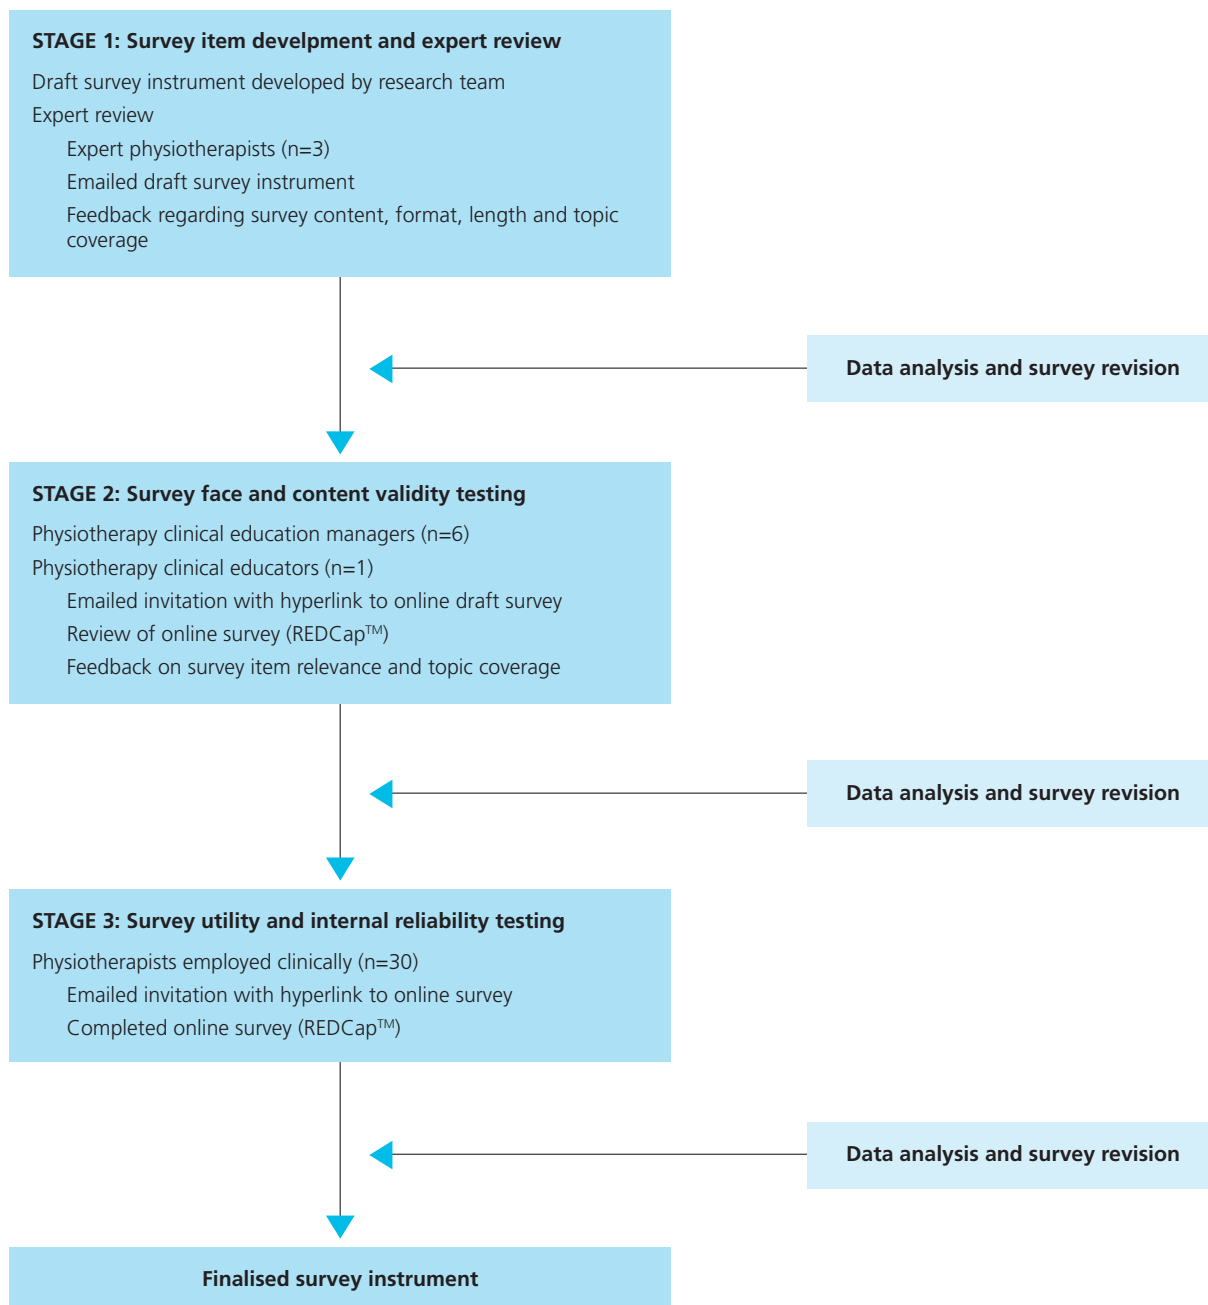 STAGE 1: Survey item develpment and expert review
Draft survey instrument developed by research team
Expert review
Expert physiotherapists (n=3)
Emailed draft survey instrument
Feedback regarding survey content, format, length and topic
coverage
Data analysis and survey revision
STAGE 2: Survey face and content validity testing
Physiotherapy clinical education managers (n=6)
Physiotherapy clinical educators (n=1)
Emailed invitation with hyperlink to online draft survey
Review of online survey (REDCap™)
Feedback on survey item relevance and topic coverage
Data analysis and survey revision
STAGE 3: Survey utility and internal reliability testing
Physiotherapists employed clinically (n=30)
Emailed invitation with hyperlink to online survey
Completed online survey (REDCap™)
Data analysis and survey revision
Finalised survey instrument